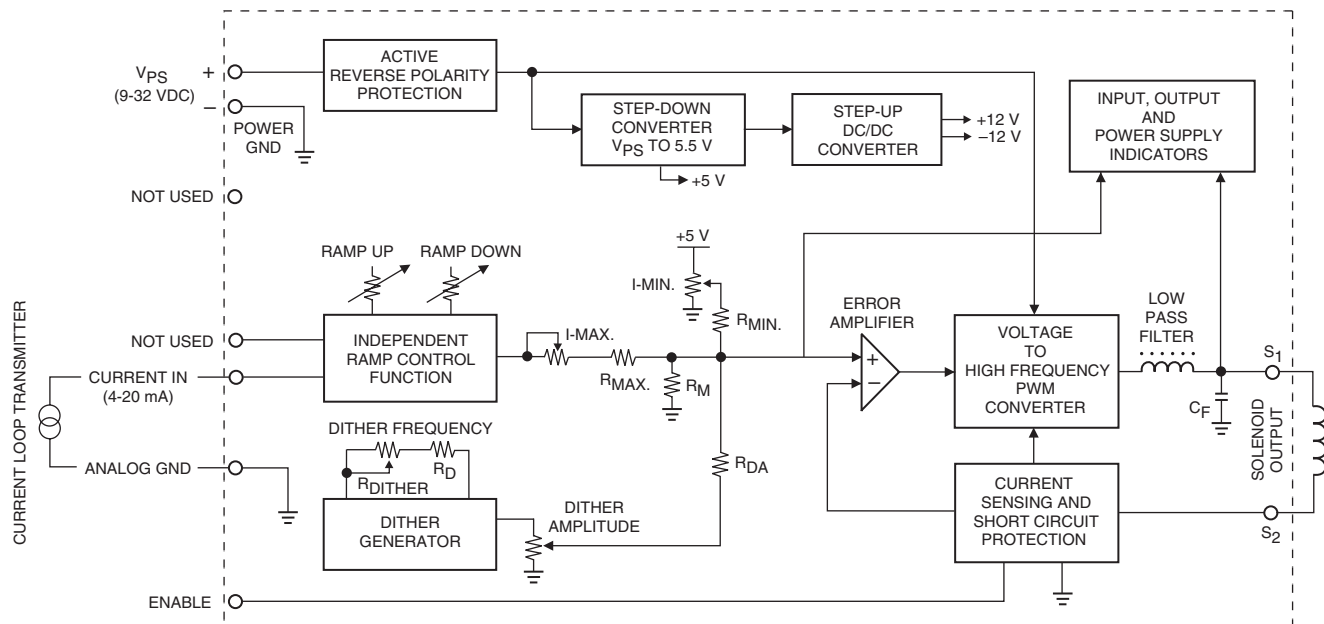 VPS
(9-32 VDC)
+
−
POWER
GND
NOT USED
ACTIVE
REVERSE POLARITY
PROTECTION
STEP-DOWN
CONVERTER
VPS TO 5.5 V
+5 V
STEP-UP
DC/DC
CONVERTER
+12 V
−12 V
INPUT, OUTPUT
AND
POWER SUPPLY
INDICATORS
CURRENT LOOP TRANSMITTER
NOT USED
CURRENT IN
(4-20 mA)
ANALOG GND
ENABLE
RAMP UP
RAMP DOWN
INDEPENDENT
RAMP CONTROL
FUNCTION
I-MAX.
RMAX.
RM
+5 V
I-MIN.
RMIN.
DITHER FREQUENCY
RD
RDITHER
DITHER
GENERATOR
DITHER
AMPLITUDE
RDA
ERROR
AMPLIFIER
+
−
VOLTAGE
TO
HIGH FREQUENCY
PWM
CONVERTER
LOW
PASS
FILTER
CF
S1
SOLENOID
OUTPUT
S2
CURRENT
SENSING AND
SHORT CIRCUIT
PROTECTION